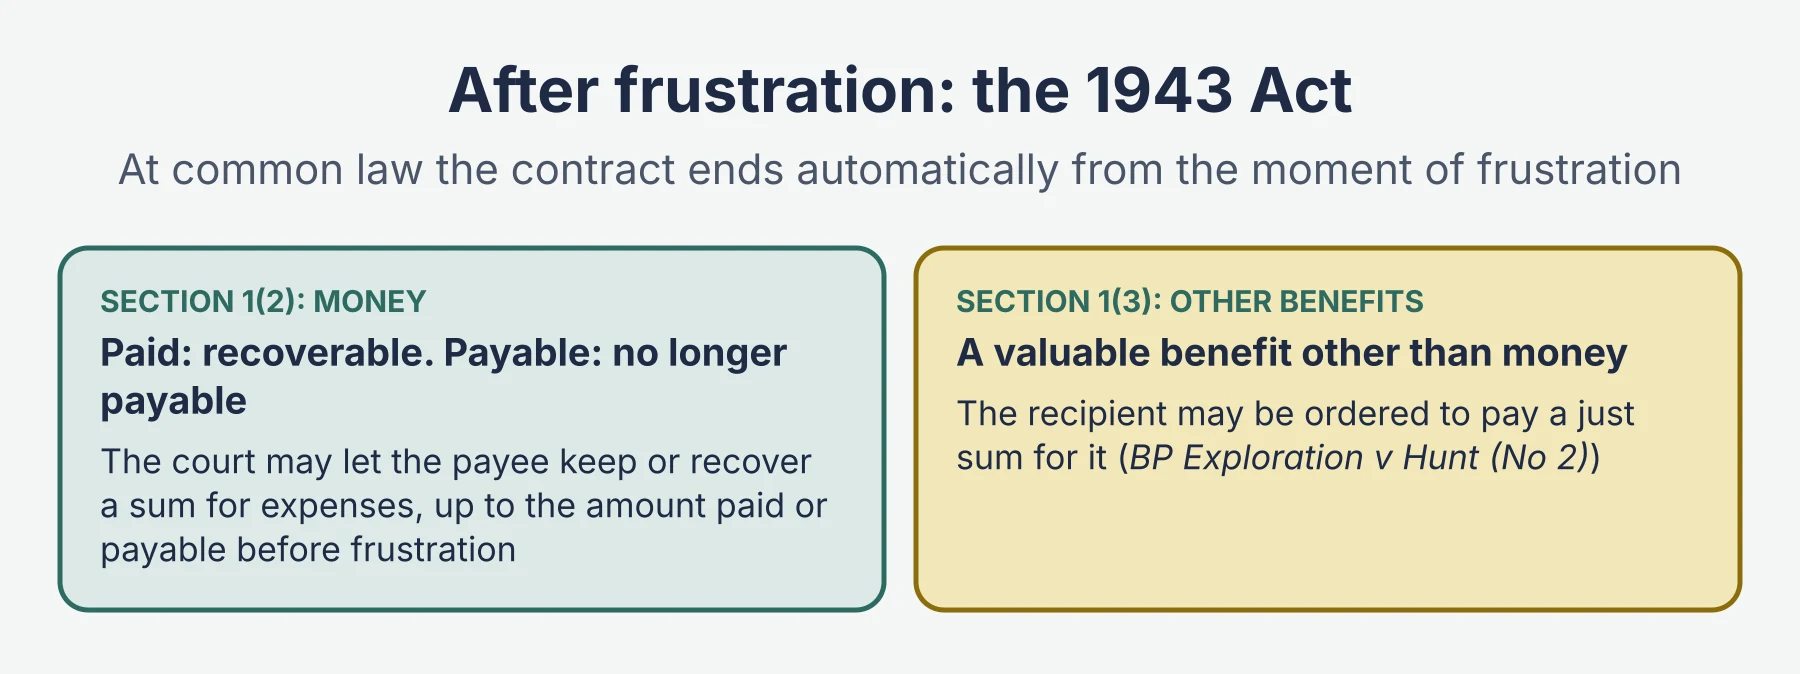 After frustration: the 1943 Act
At common law the contract ends automatically from the moment of frustration
SECTION 1(2): MONEY
Paid: recoverable. Payable: no longer
payable
The court may let the payee keep or recover
a sum for expenses, up to the amount paid or
payable before frustration
SECTION 1(3): OTHER BENEFITS
A valuable benefit other than money
The recipient may be ordered to pay a just
sum for it (BP Exploration v Hunt (No 2))